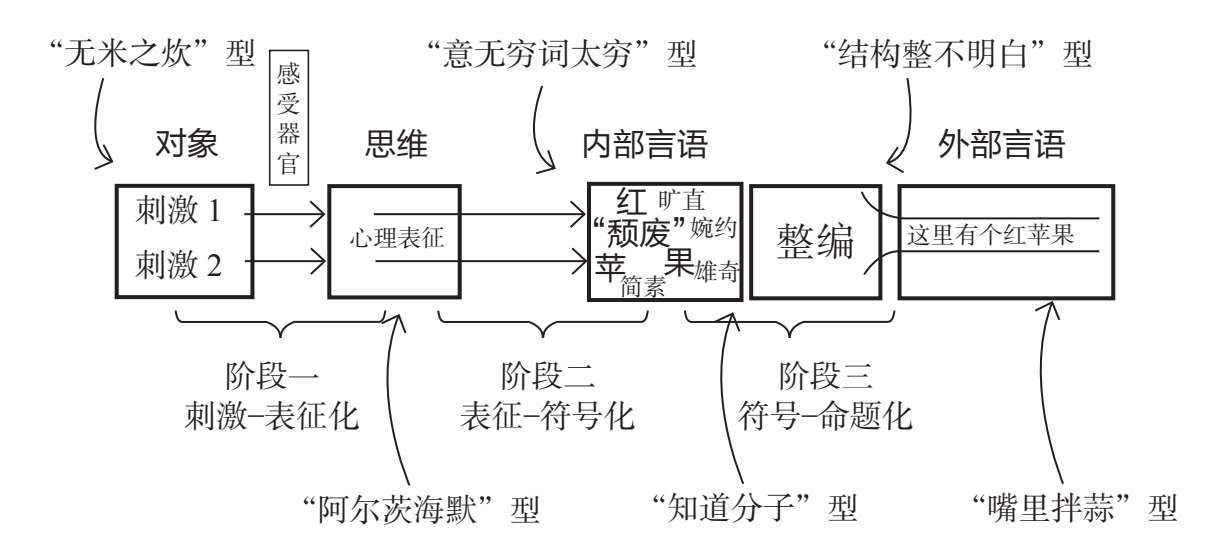 “无米之炊”型
“意无穷词太穷”型
“结构整不明白”型
感受器官
对象
思维
内部言语
外部言语
刺激 1
刺激 2
心理表征
红 旷直
“颓废” 婉约
苹 果 雄奇
简素
整编
这里有个红苹果
阶段一
刺激–表征化
阶段二
表征–符号化
阶段三
符号–命题化
“阿尔茨海默”型
“知道分子”型
“嘴里拌蒜”型